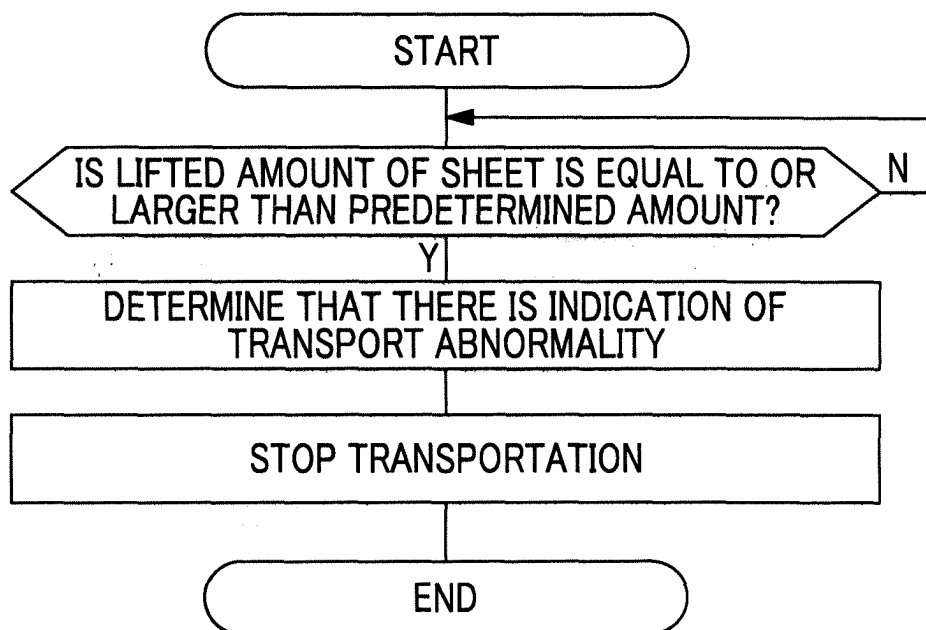 START
IS LIFTED AMOUNT OF SHEET IS EQUAL TO OR
LARGER THAN PREDETERMINED AMOUNT?
N
Y
DETERMINE THAT THERE IS INDICATION OF
TRANSPORT ABNORMALITY
STOP TRANSPORTATION
END